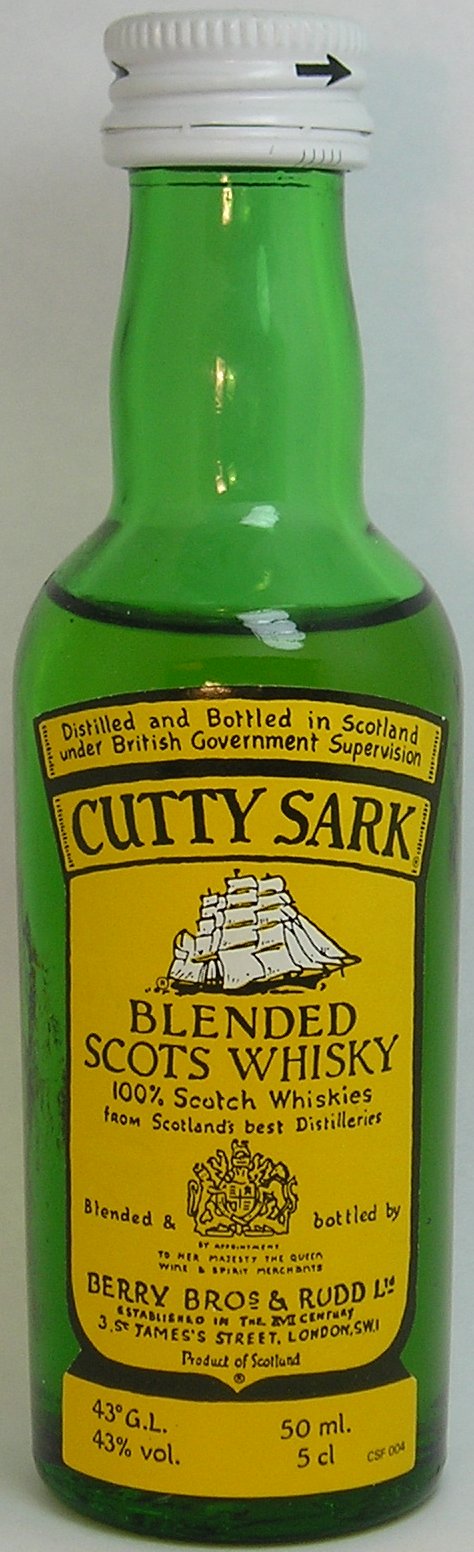 Distilled and Bottled in Scotland
under British Government Supervision
CUTTY SARK
BLENDED
SCOTS WHISKY
100% Scotch Whiskies
from Scotland's best Distilleries
Blended & bottled by
BY APPOINTMENT
TO HER MAJESTY THE QUEEN
WINE & SPIRIT MERCHANTS
BERRY BROS & RUDD LTD
ESTABLISHED IN THE XVII CENTURY
3, ST JAMES'S STREET, LONDON, S.W.1
Product of Scotland
®
43° G.L. 50 ml.
43% vol. 5 cl CSF 004